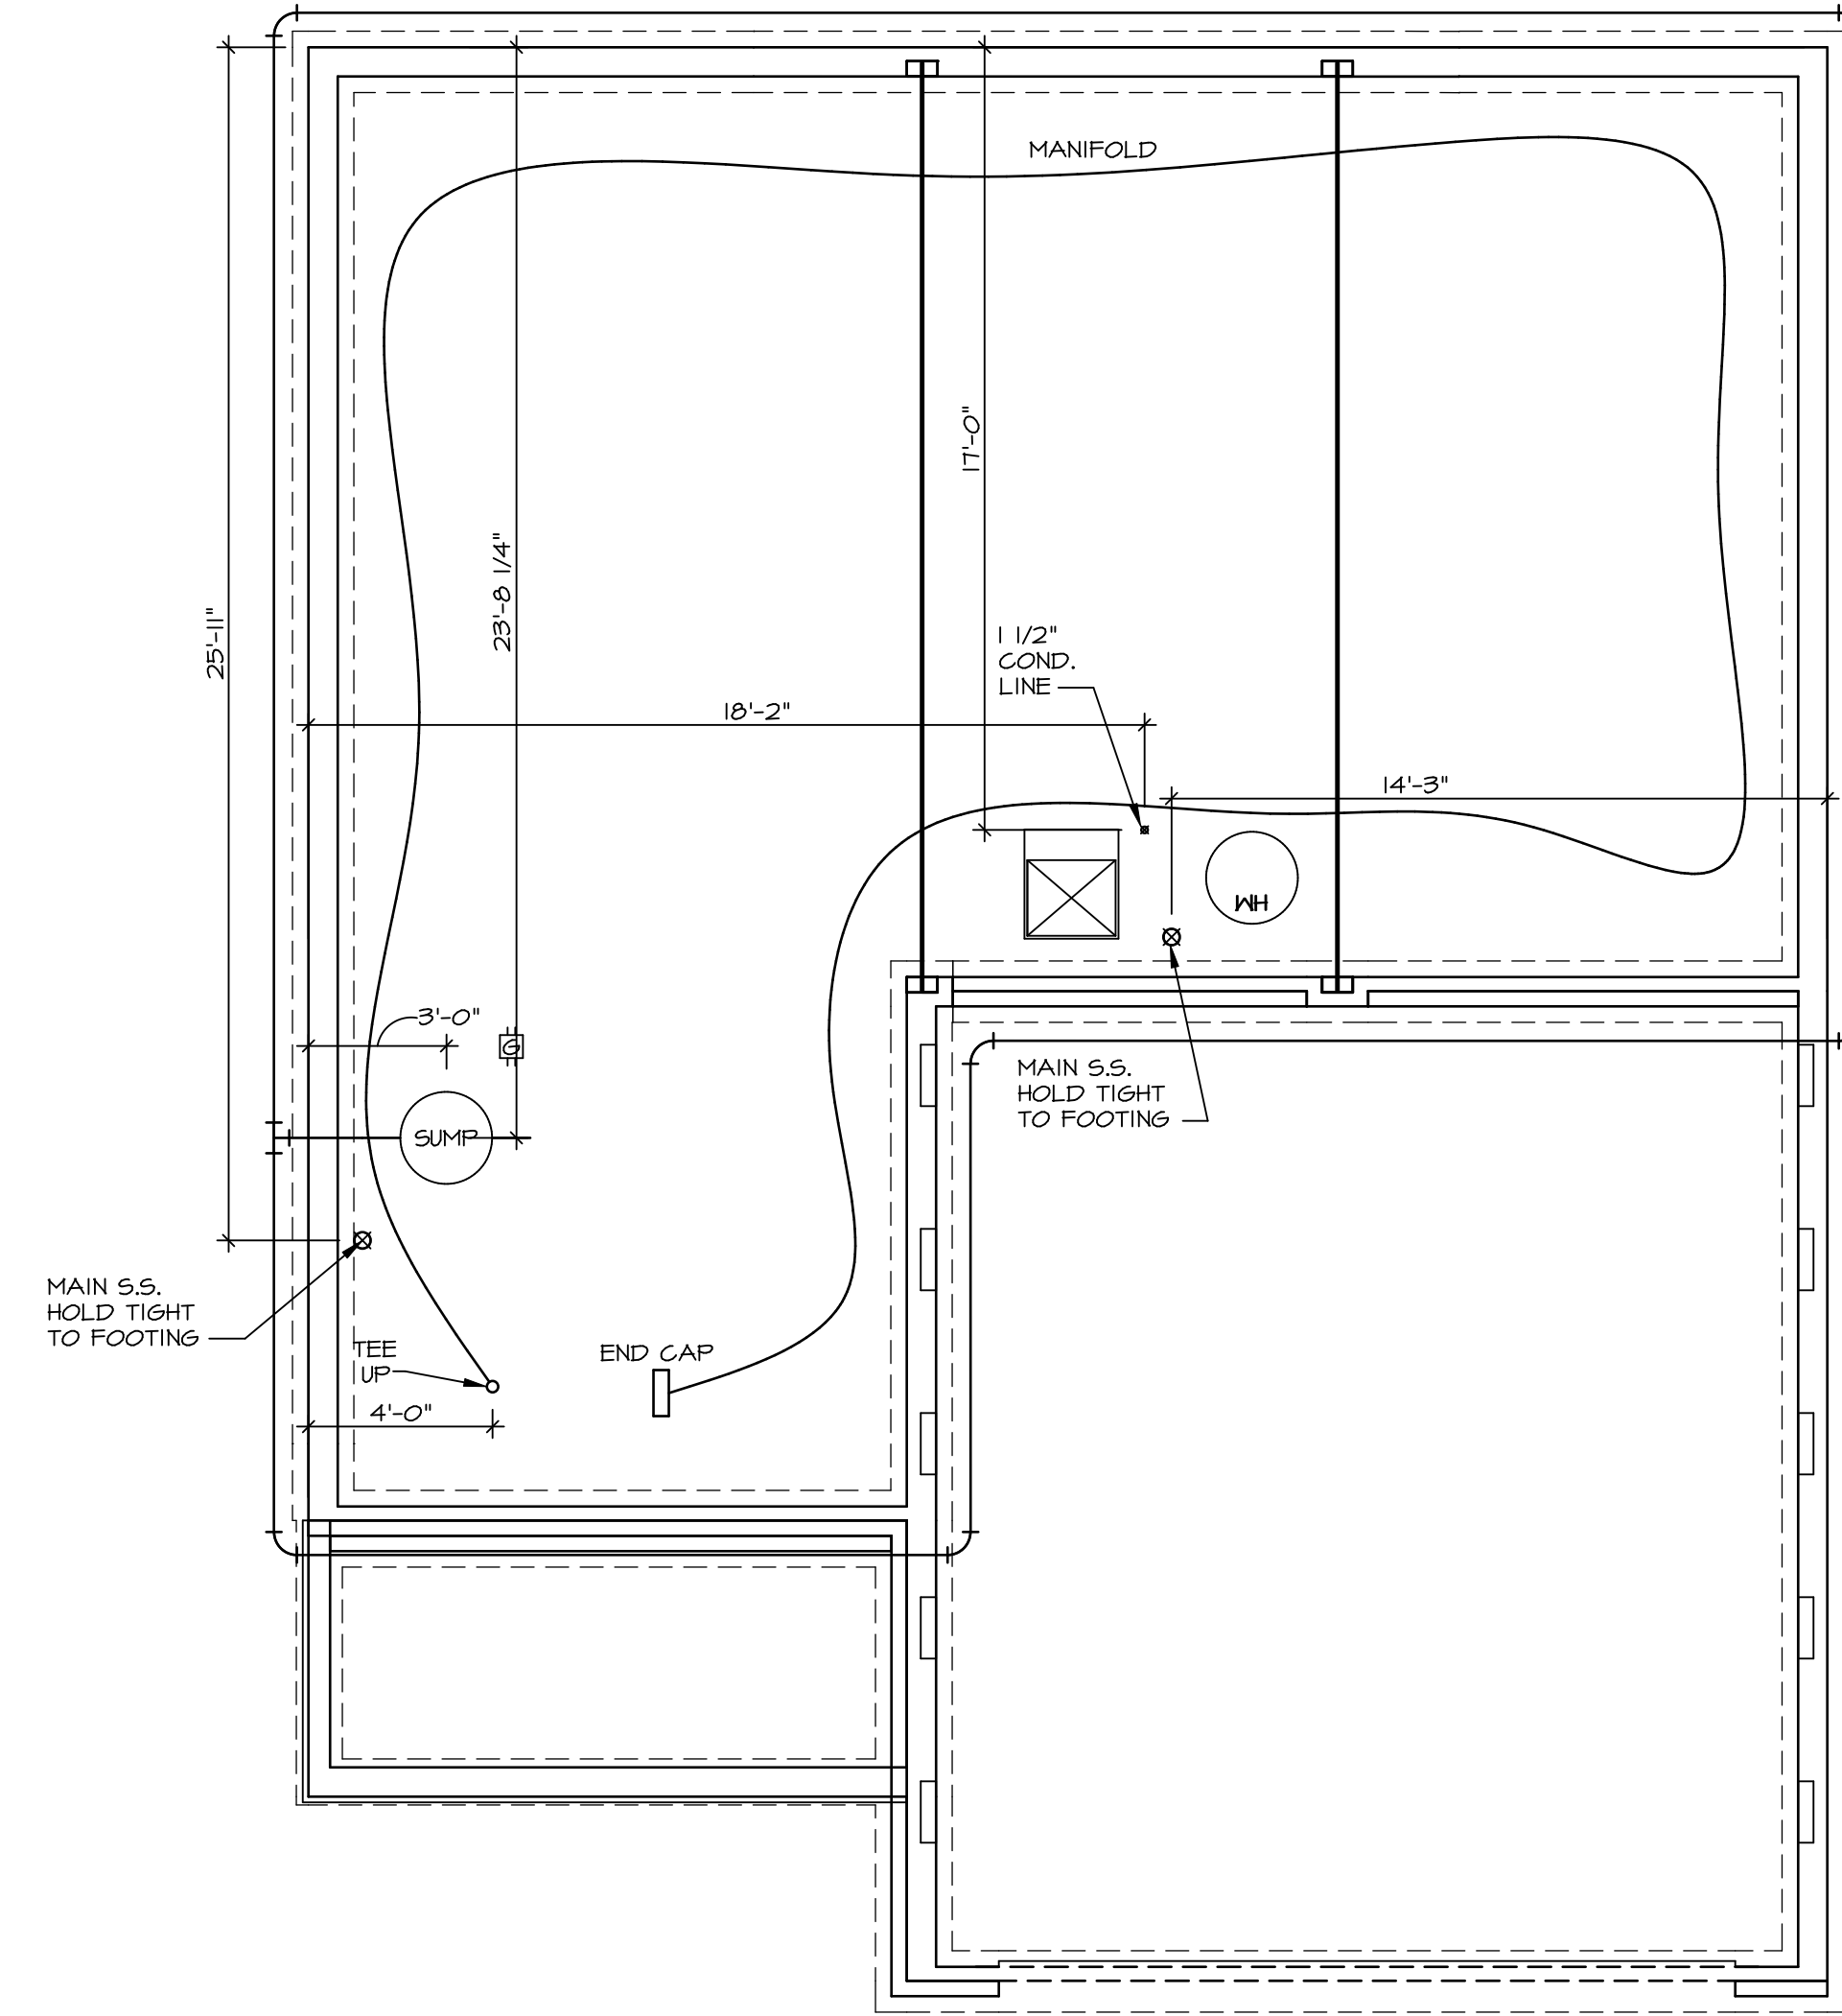 MANIFOLD
17'-0"
23'-8 1/4"
25'-11"
1 1/2"
COND.
LINE
18'-2"
14'-3"
WH
3'-0"
G
MAIN S.S.
HOLD TIGHT
TO FOOTING
SUMP
MAIN S.S.
HOLD TIGHT
TO FOOTING
TEE
UP
END CAP
4'-0"